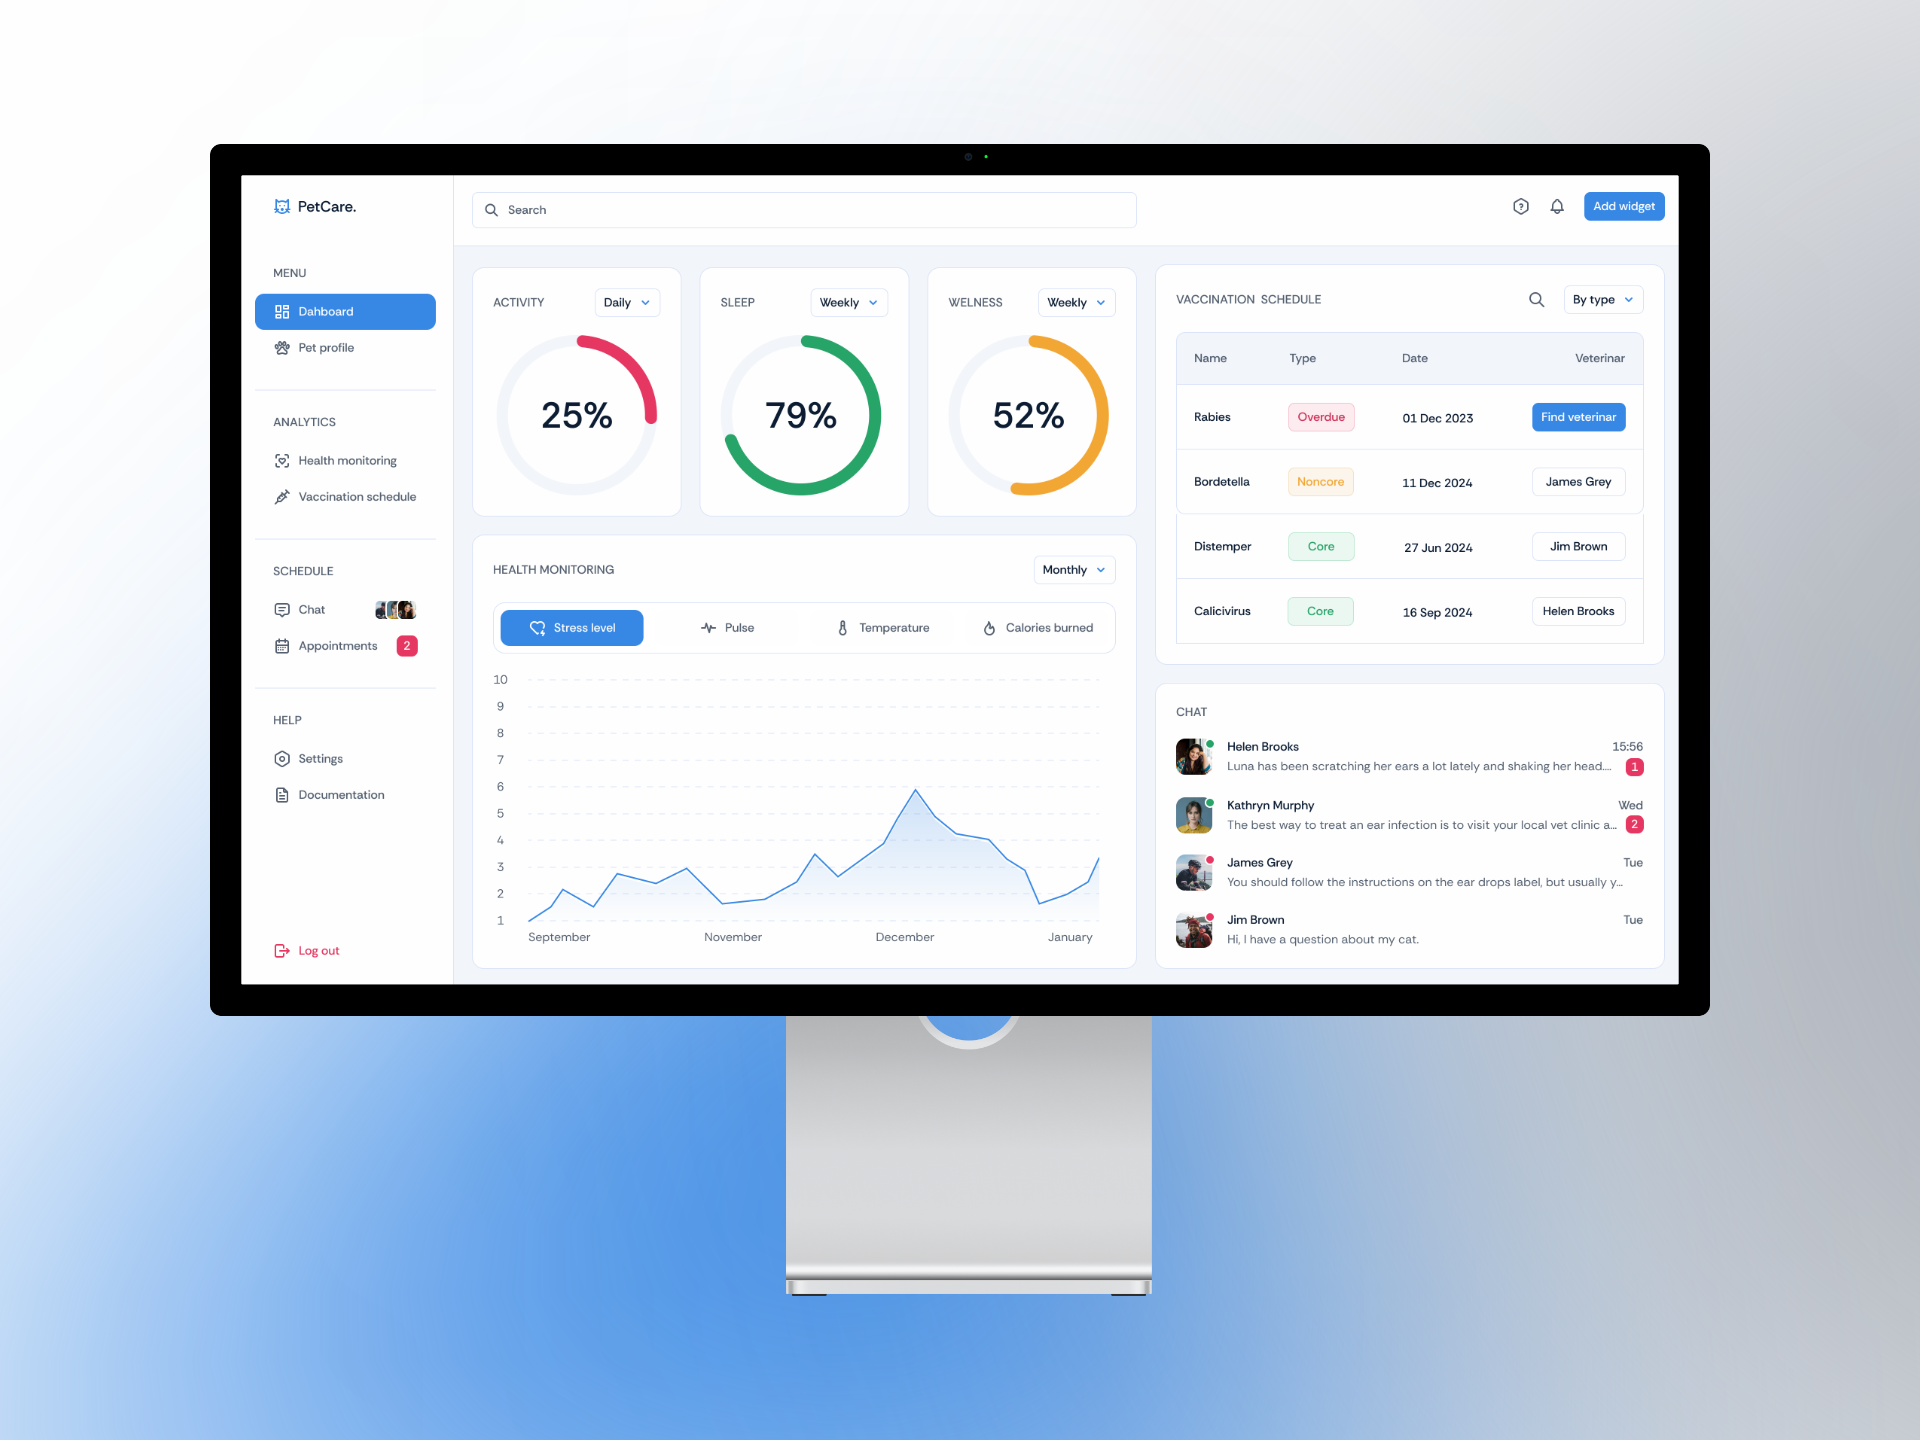 PetCare.
Search
Add widget
MENU
Dahboard
Pet profile
ANALYTICS
Health monitoring
Vaccination schedule
SCHEDULE
Chat
Appointments 2
HELP
Settings
Documentation
Log out
ACTIVITY Daily
25%
SLEEP Weekly
79%
WELNESS Weekly
52%
HEALTH MONITORING Monthly
Stress level Pulse Temperature Calories burned
10
9
8
7
6
5
4
3
2
1
September November December January
VACCINATION SCHEDULE By type
Name Type Date Veterinar
Rabies Overdue 01 Dec 2023 Find veterinar
Bordetella Noncore 11 Dec 2024 James Grey
Distemper Core 27 Jun 2024 Jim Brown
Calicivirus Core 16 Sep 2024 Helen Brooks
CHAT
Helen Brooks 15:56
Luna has been scratching her ears a lot lately and shaking her head.... 1
Kathryn Murphy Wed
The best way to treat an ear infection is to visit your local vet clinic a... 2
James Grey Tue
You should follow the instructions on the ear drops label, but usually y...
Jim Brown Tue
Hi, I have a question about my cat.